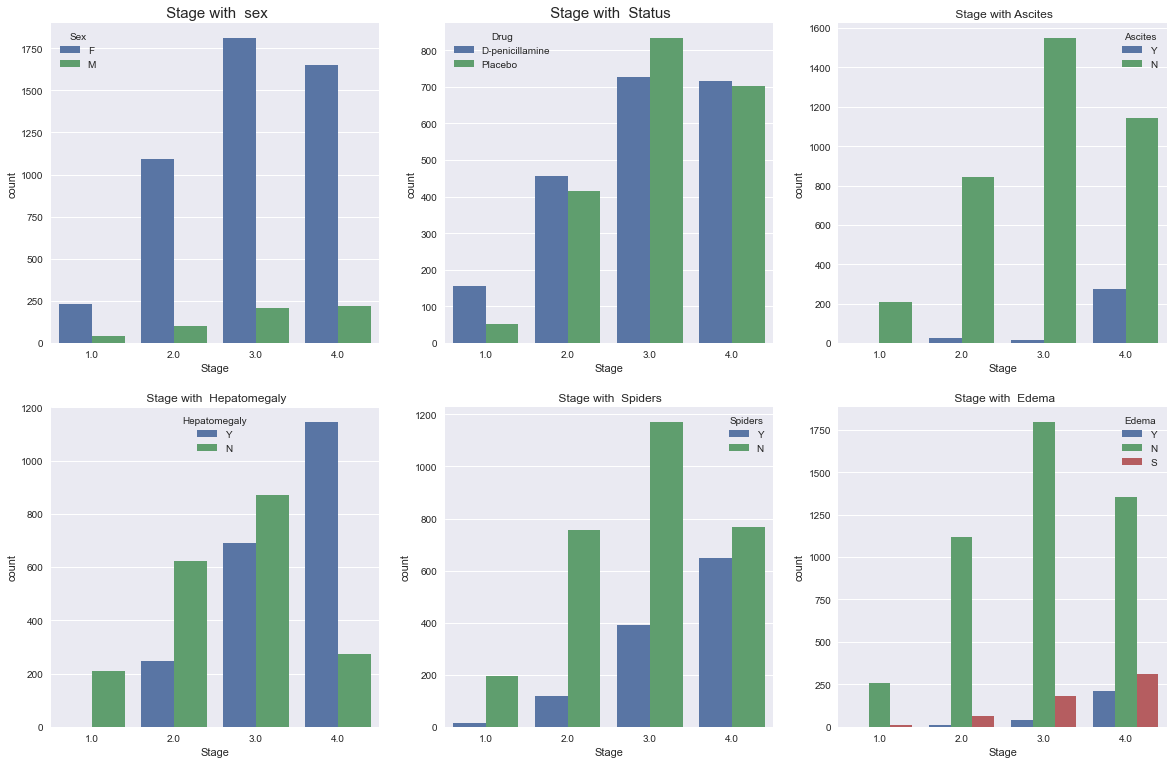 Stage with  sex
Sex
F
M
1750
1500
1250
1000
750
500
250
0
count
1.0 2.0 3.0 4.0
Stage
Stage with  Status
Drug
D-penicillamine
Placebo
800
700
600
500
400
300
200
100
0
count
1.0 2.0 3.0 4.0
Stage
Stage with Ascites
Ascites
Y
N
1600
1400
1200
1000
800
600
400
200
0
count
1.0 2.0 3.0 4.0
Stage
Stage with  Hepatomegaly
Hepatomegaly
Y
N
1200
1000
800
600
400
200
0
count
1.0 2.0 3.0 4.0
Stage
Stage with  Spiders
Spiders
Y
N
1200
1000
800
600
400
200
0
count
1.0 2.0 3.0 4.0
Stage
Stage with  Edema
Edema
Y
N
S
1750
1500
1250
1000
750
500
250
0
count
1.0 2.0 3.0 4.0
Stage